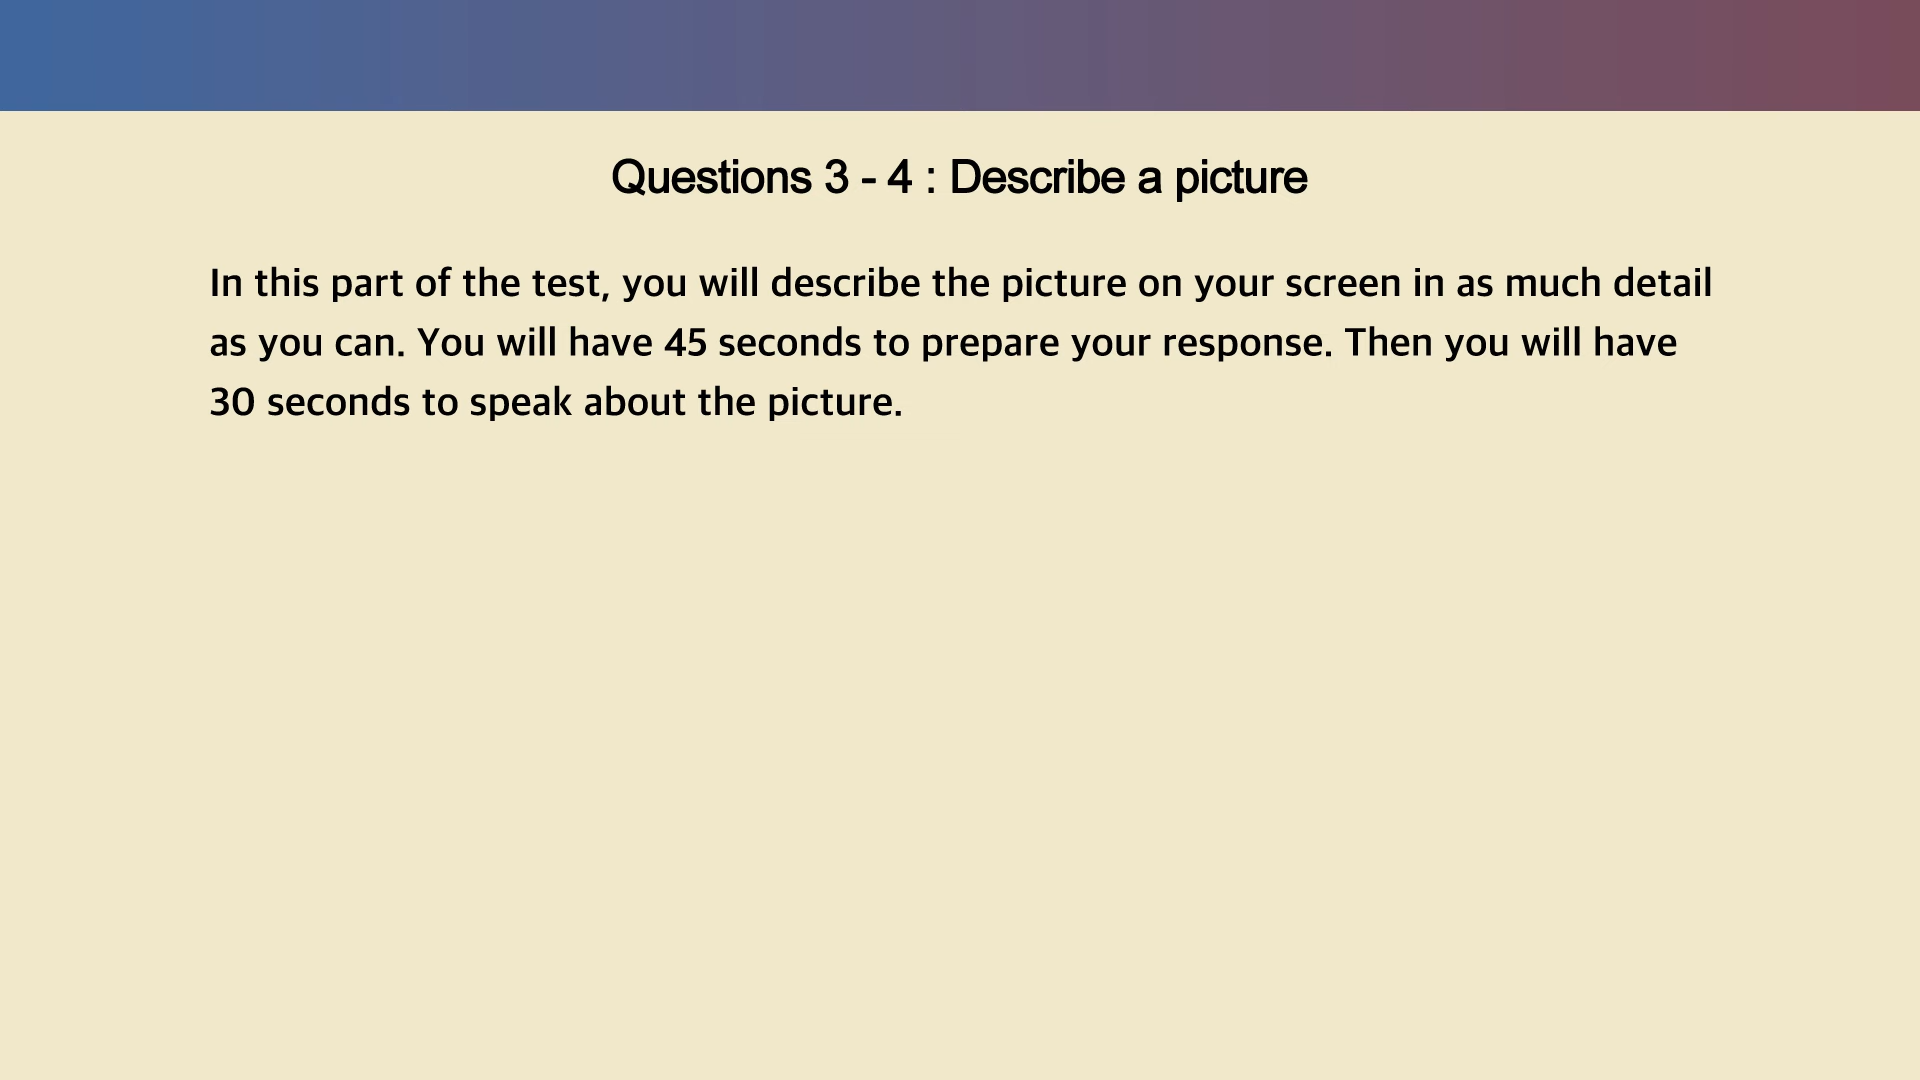 Questions 3 - 4 : Describe a picture
In this part of the test, you will describe the picture on your screen in as much detail
as you can. You will have 45 seconds to prepare your response. Then you will have
30 seconds to speak about the picture.